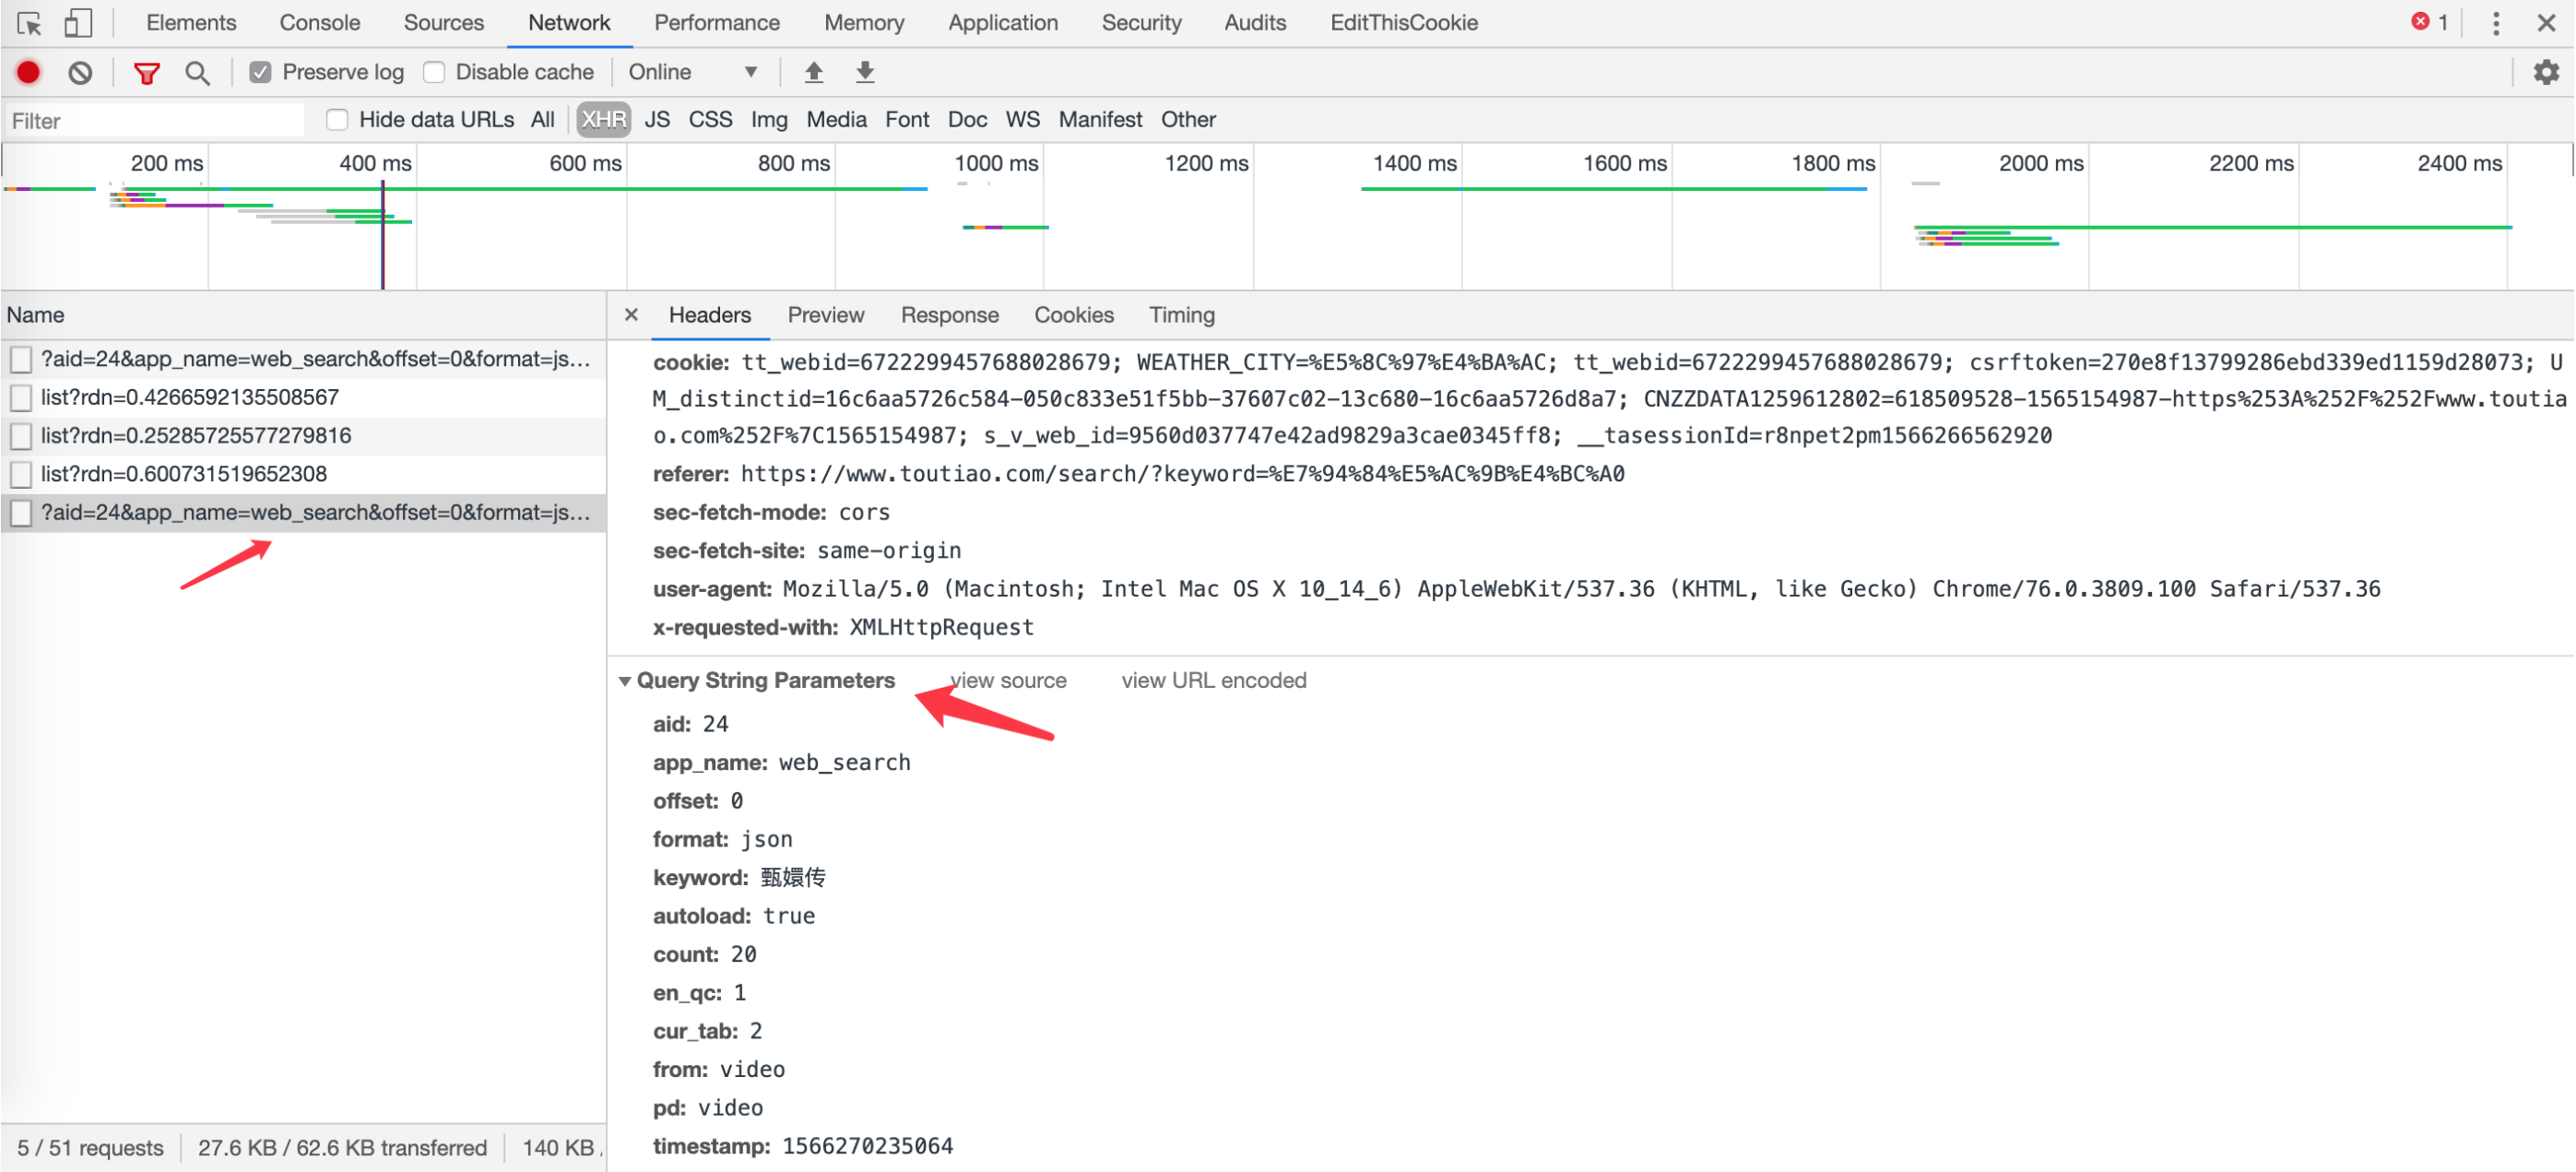 Elements Console Sources Network Performance Memory Application Security Audits EditThisCookie 1
Preserve log Disable cache Online
Filter Hide data URLs All XHR JS CSS Img Media Font Doc WS Manifest Other
200 ms 400 ms 600 ms 800 ms 1000 ms 1200 ms 1400 ms 1600 ms 1800 ms 2000 ms 2200 ms 2400 ms
Name
?aid=24&app_name=web_search&offset=0&format=js...
list?rdn=0.4266592135508567
list?rdn=0.25285725577279816
list?rdn=0.600731519652308
?aid=24&app_name=web_search&offset=0&format=js...
5 / 51 requests 27.6 KB / 62.6 KB transferred 140 KB
Headers Preview Response Cookies Timing
cookie: tt_webid=6722299457688028679; WEATHER_CITY=%E5%8C%97%E4%BA%AC; tt_webid=6722299457688028679; csrftoken=270e8f13799286ebd339ed1159d28073; U
M_distinctid=16c6aa5726c584-050c833e51f5bb-37607c02-13c680-16c6aa5726d8a7; CNZZDATA1259612802=618509528-1565154987-https%253A%252F%252Fwww.toutia
o.com%252F%7C1565154987; s_v_web_id=9560d037747e42ad9829a3cae0345ff8; __tasessionId=r8npet2pm1566266562920
referer: https://www.toutiao.com/search/?keyword=%E7%94%84%E5%AC%9B%E4%BC%A0
sec-fetch-mode: cors
sec-fetch-site: same-origin
user-agent: Mozilla/5.0 (Macintosh; Intel Mac OS X 10_14_6) AppleWebKit/537.36 (KHTML, like Gecko) Chrome/76.0.3809.100 Safari/537.36
x-requested-with: XMLHttpRequest
Query String Parameters view source view URL encoded
aid: 24
app_name: web_search
offset: 0
format: json
keyword: 甄嬛传
autoload: true
count: 20
en_qc: 1
cur_tab: 2
from: video
pd: video
timestamp: 1566270235064